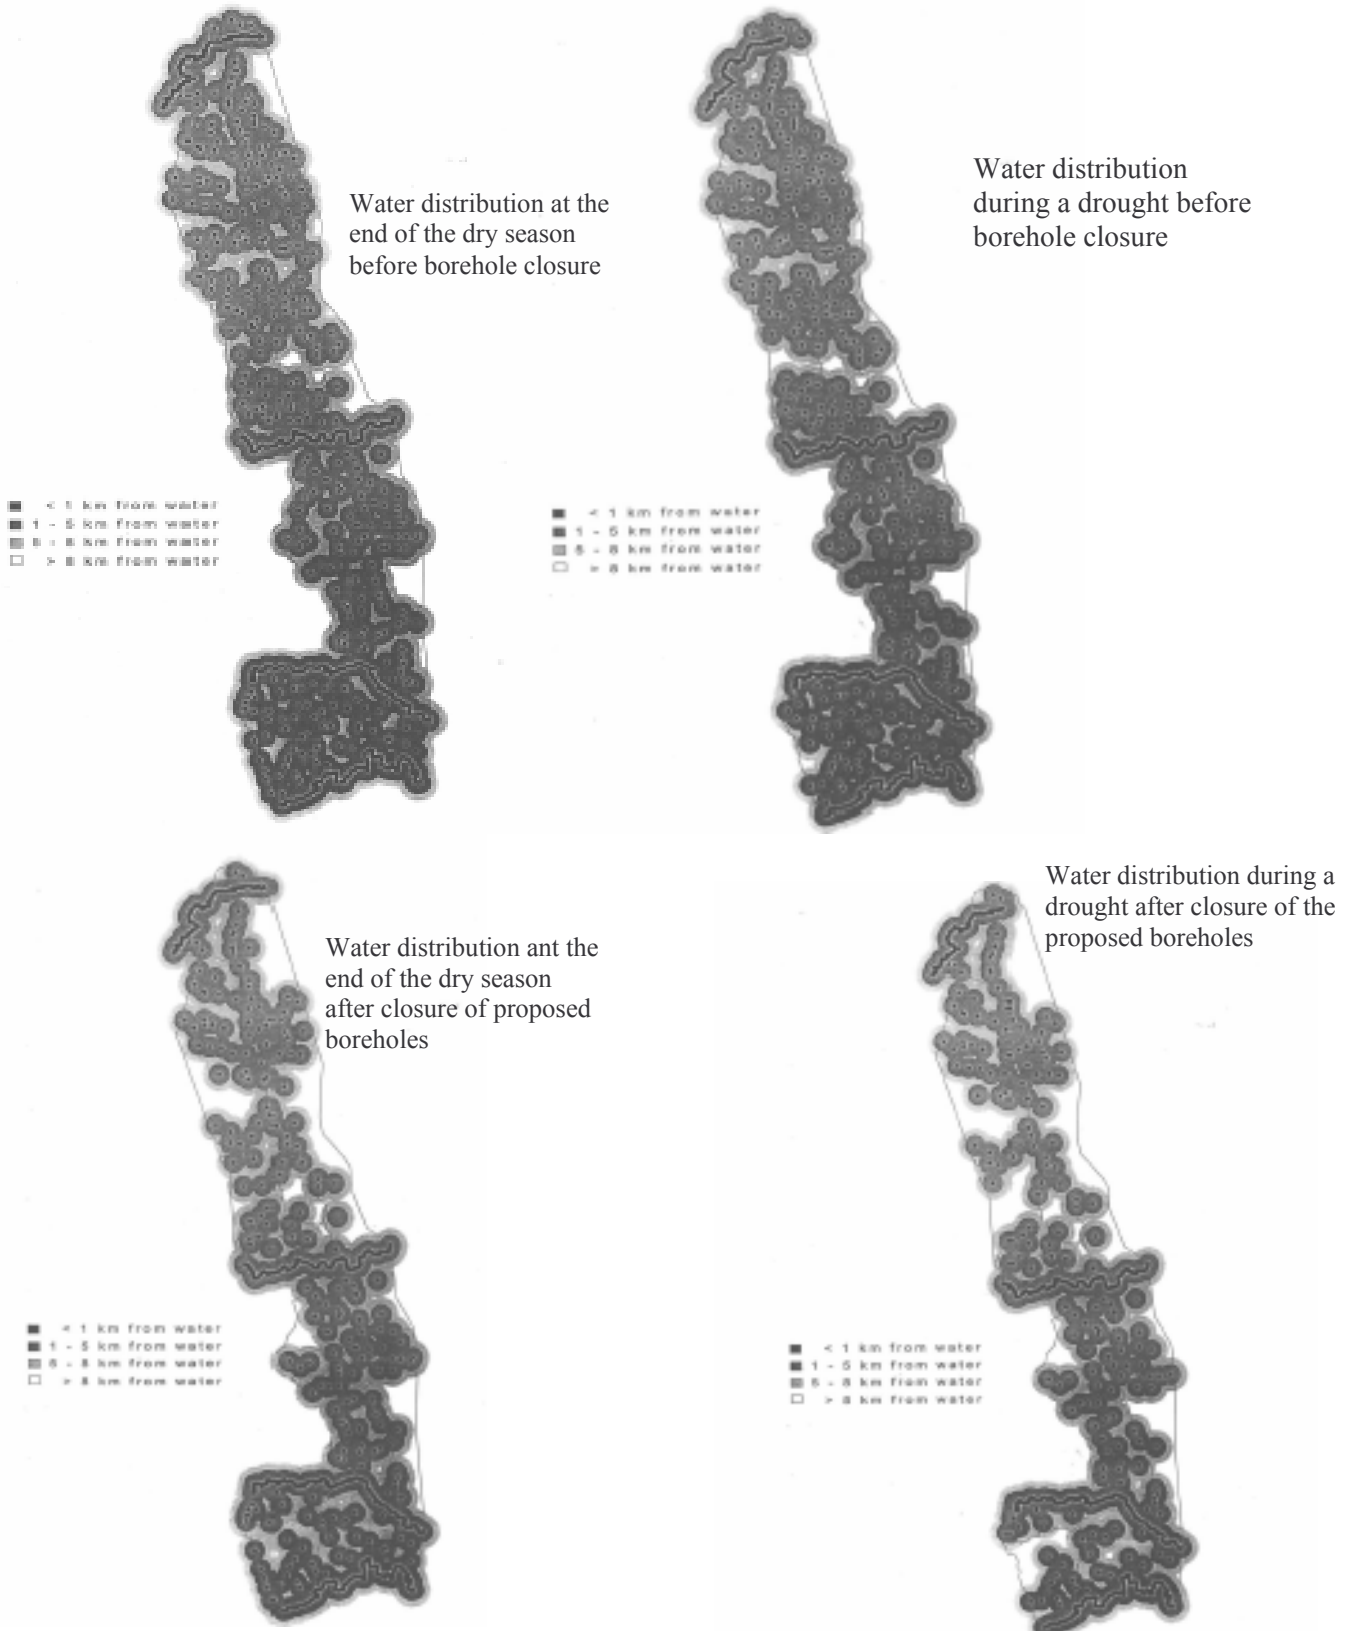 Water distribution at the
end of the dry season
before borehole closure
Water distribution
during a drought before
borehole closure
< 1 km from water
1 - 5 km from water
5 - 8 km from water
> 8 km from water
< 1 km from water
1 - 5 km from water
5 - 8 km from water
> 8 km from water
Water distribution ant the
end of the dry season
after closure of proposed
boreholes
Water distribution during a
drought after closure of the
proposed boreholes
< 1 km from water
1 - 5 km from water
5 - 8 km from water
> 8 km from water
< 1 km from water
1 - 5 km from water
5 - 8 km from water
> 8 km from water